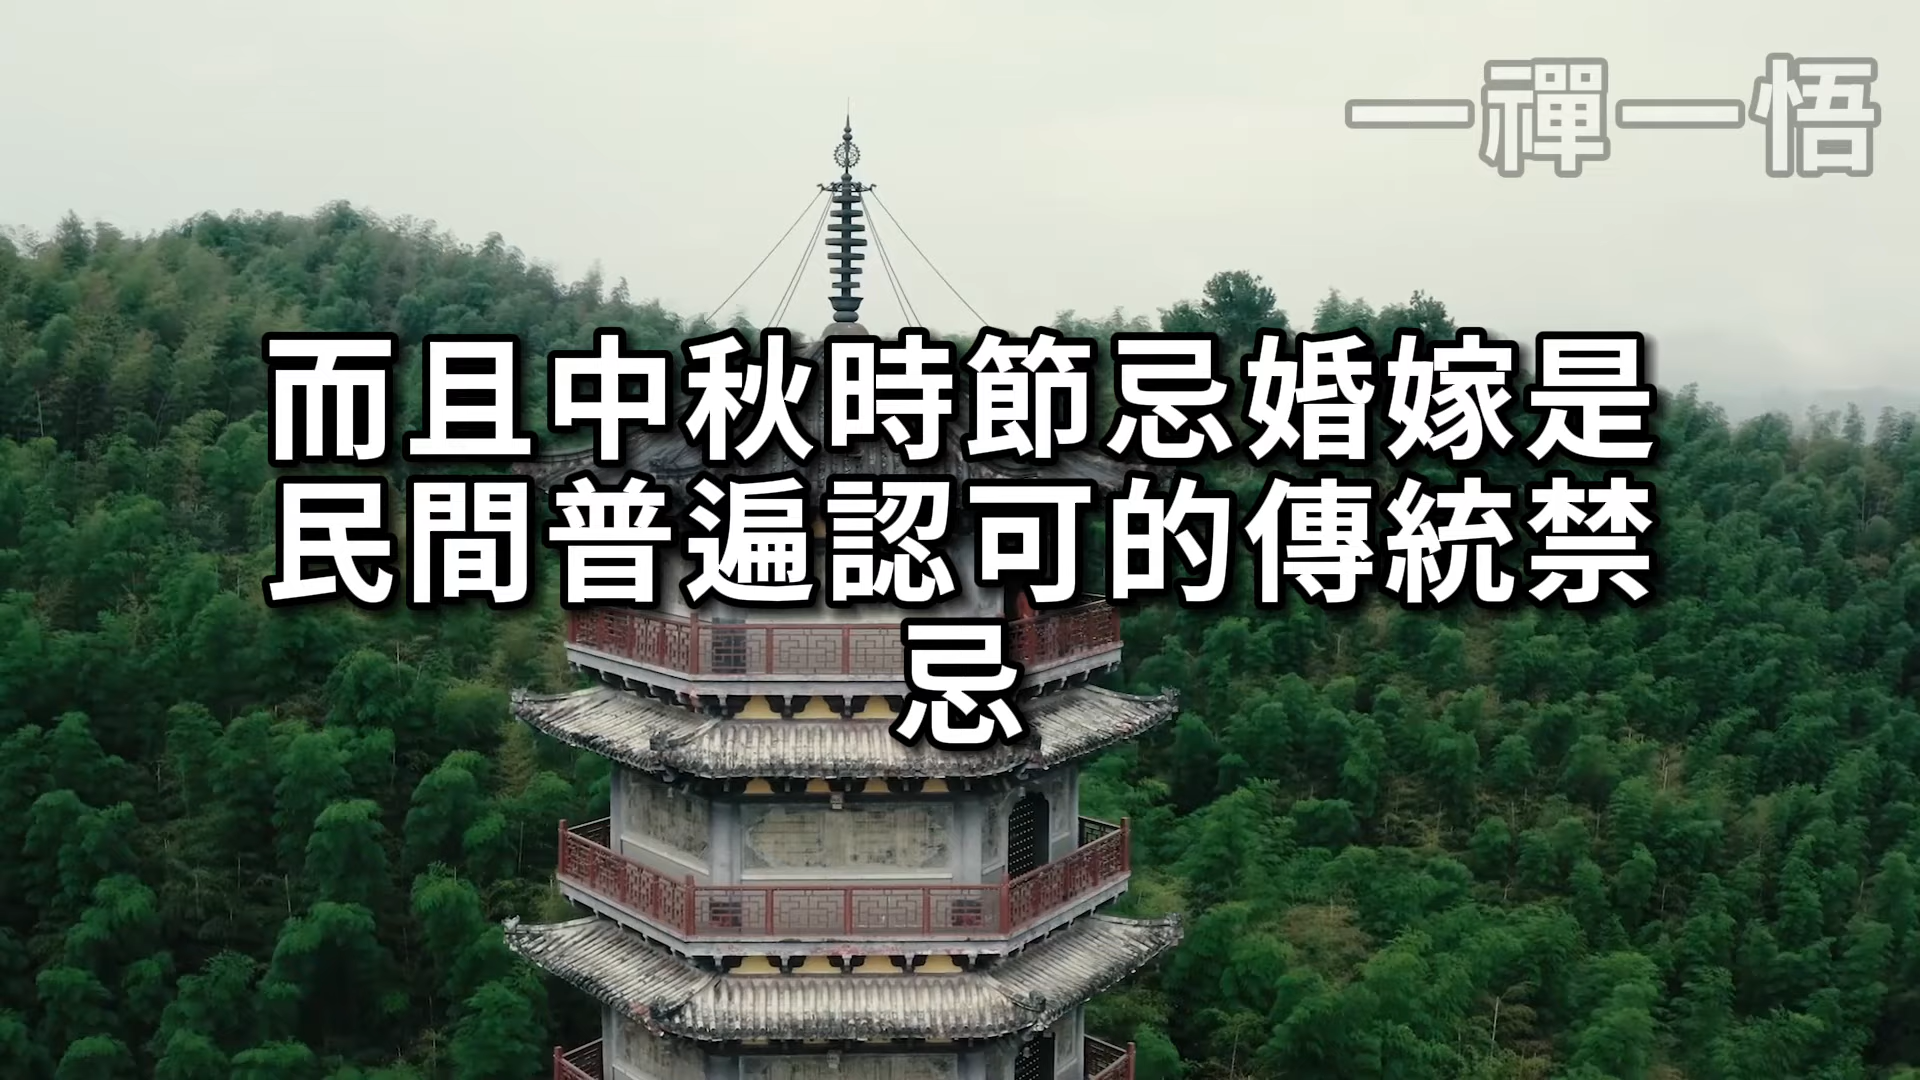 一禪一悟
而且中秋時節忌婚嫁是
民間普遍認可的傳統禁
忌